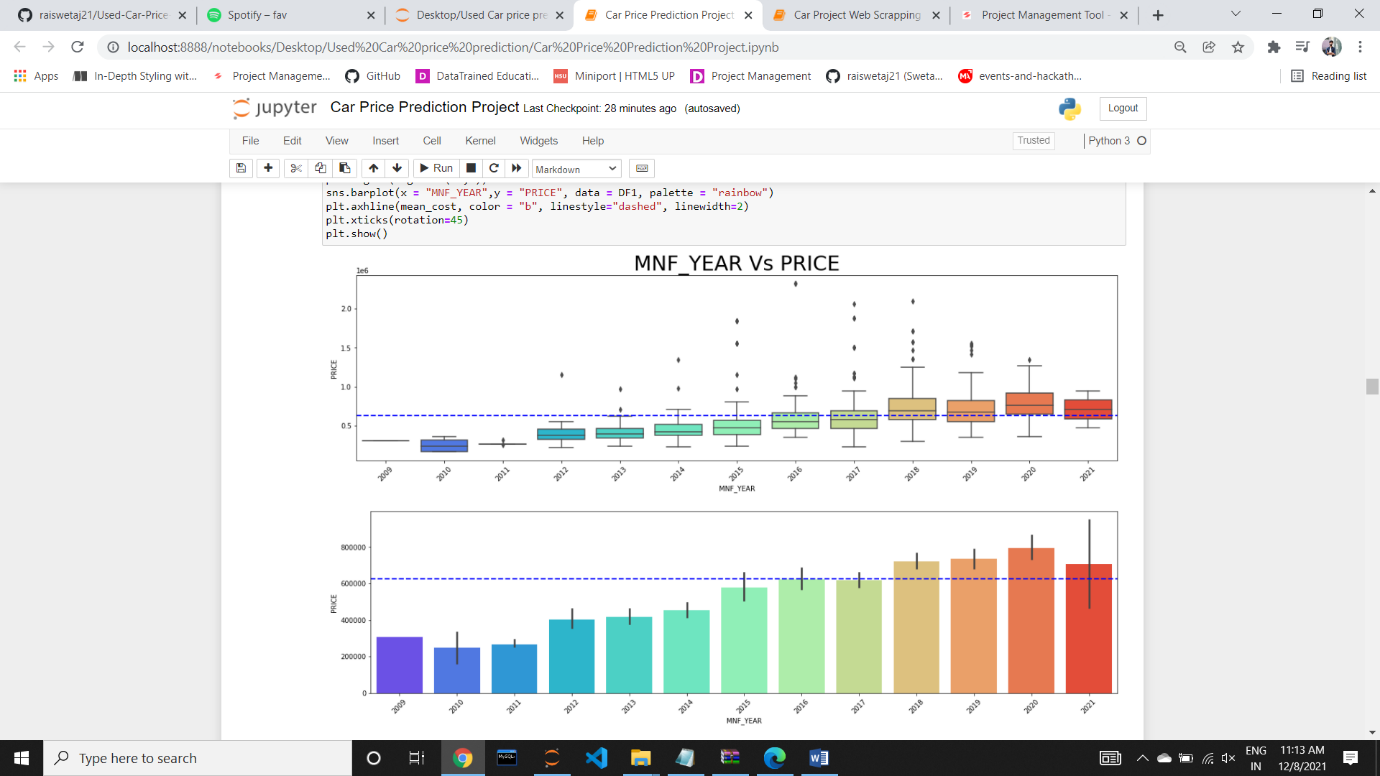 raiswetaj21/Used-Car-Price
Spotify – fav
Desktop/Used Car price pre
Car Price Prediction Project
Car Project Web Scrapping
Project Management Tool -
localhost:8888/notebooks/Desktop/Used%20Car%20price%20prediction/Car%20Price%20Prediction%20Project.ipynb
Apps
In-Depth Styling wit...
Project Manageme...
GitHub
DataTrained Educati...
Miniport | HTML5 UP
Project Management
raiswetaj21 (Sweta...
events-and-hackath...
Reading list
jupyter Car Price Prediction Project Last Checkpoint: 28 minutes ago (autosaved)
Logout
File Edit View Insert Cell Kernel Widgets Help
Trusted
Python 3
Run
Markdown
sns.barplot(x = "MNF_YEAR",y = "PRICE", data = DF1, palette = "rainbow")
plt.axhline(mean_cost, color = "b", linestyle="dashed", linewidth=2)
plt.xticks(rotation=45)
plt.show()
MNF_YEAR Vs PRICE
1e6
2.0
1.5
1.0
0.5
PRICE
2009 2010 2011 2012 2013 2014 2015 2016 2017 2018 2019 2020 2021
MNF_YEAR
800000
600000
400000
200000
0
PRICE
2009 2010 2011 2012 2013 2014 2015 2016 2017 2018 2019 2020 2021
MNF_YEAR
Type here to search
ENG
IN
11:13 AM
12/8/2021